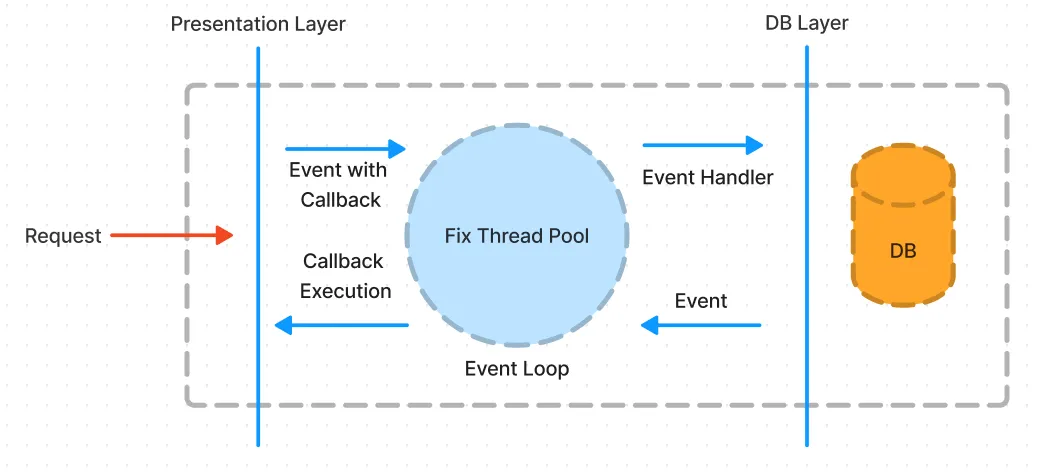 Presentation Layer
DB Layer
Event with
Callback
Event Handler
Request
Fix Thread Pool
DB
Callback
Execution
Event
Event Loop